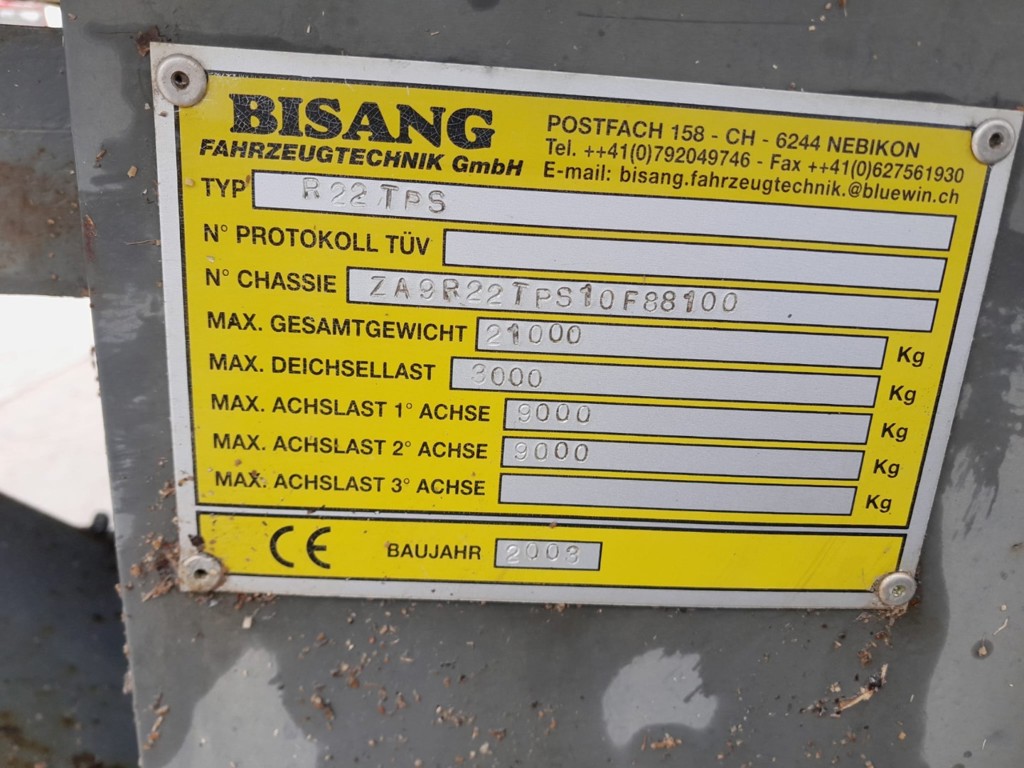 BISANG
FAHRZEUGTECHNIK GmbH
POSTFACH 158 - CH - 6244 NEBIKON
Tel. ++41(0)792049746 - Fax ++41(0)627561930
E-mail: bisang.fahrzeugtechnik.@bluewin.ch
TYP R22TPS
N° PROTOKOLL TÜV
N° CHASSIE ZA9R22TPS10F88100
MAX. GESAMTGEWICHT 21000 Kg
MAX. DEICHSELLAST 3000 Kg
MAX. ACHSLAST 1° ACHSE 9000 Kg
MAX. ACHSLAST 2° ACHSE 9000 Kg
MAX. ACHSLAST 3° ACHSE Kg
CE BAUJAHR 2003